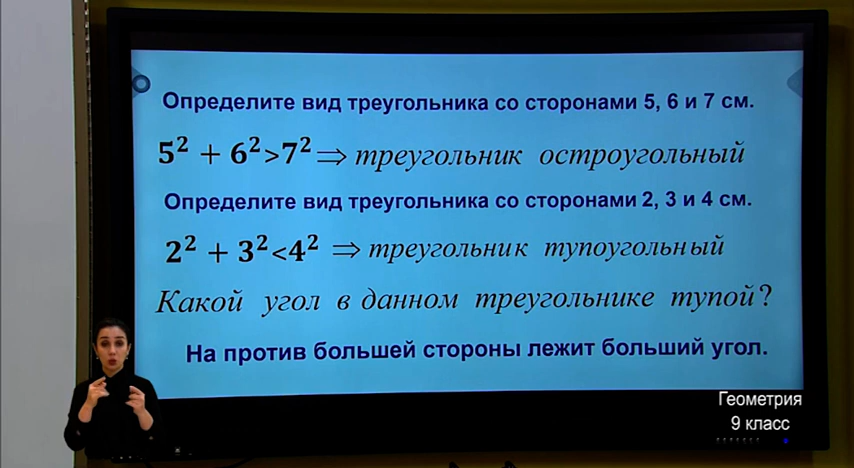 Определите вид треугольника со сторонами 5, 6 и 7 см.
5² + 6²>7² ⇒ треугольник остроугольный
Определите вид треугольника со сторонами 2, 3 и 4 см.
2² + 3²<4² ⇒ треугольник тупоугольный
Какой угол в данном треугольнике тупой?
На против большей стороны лежит больший угол.
Геометрия
9 класс